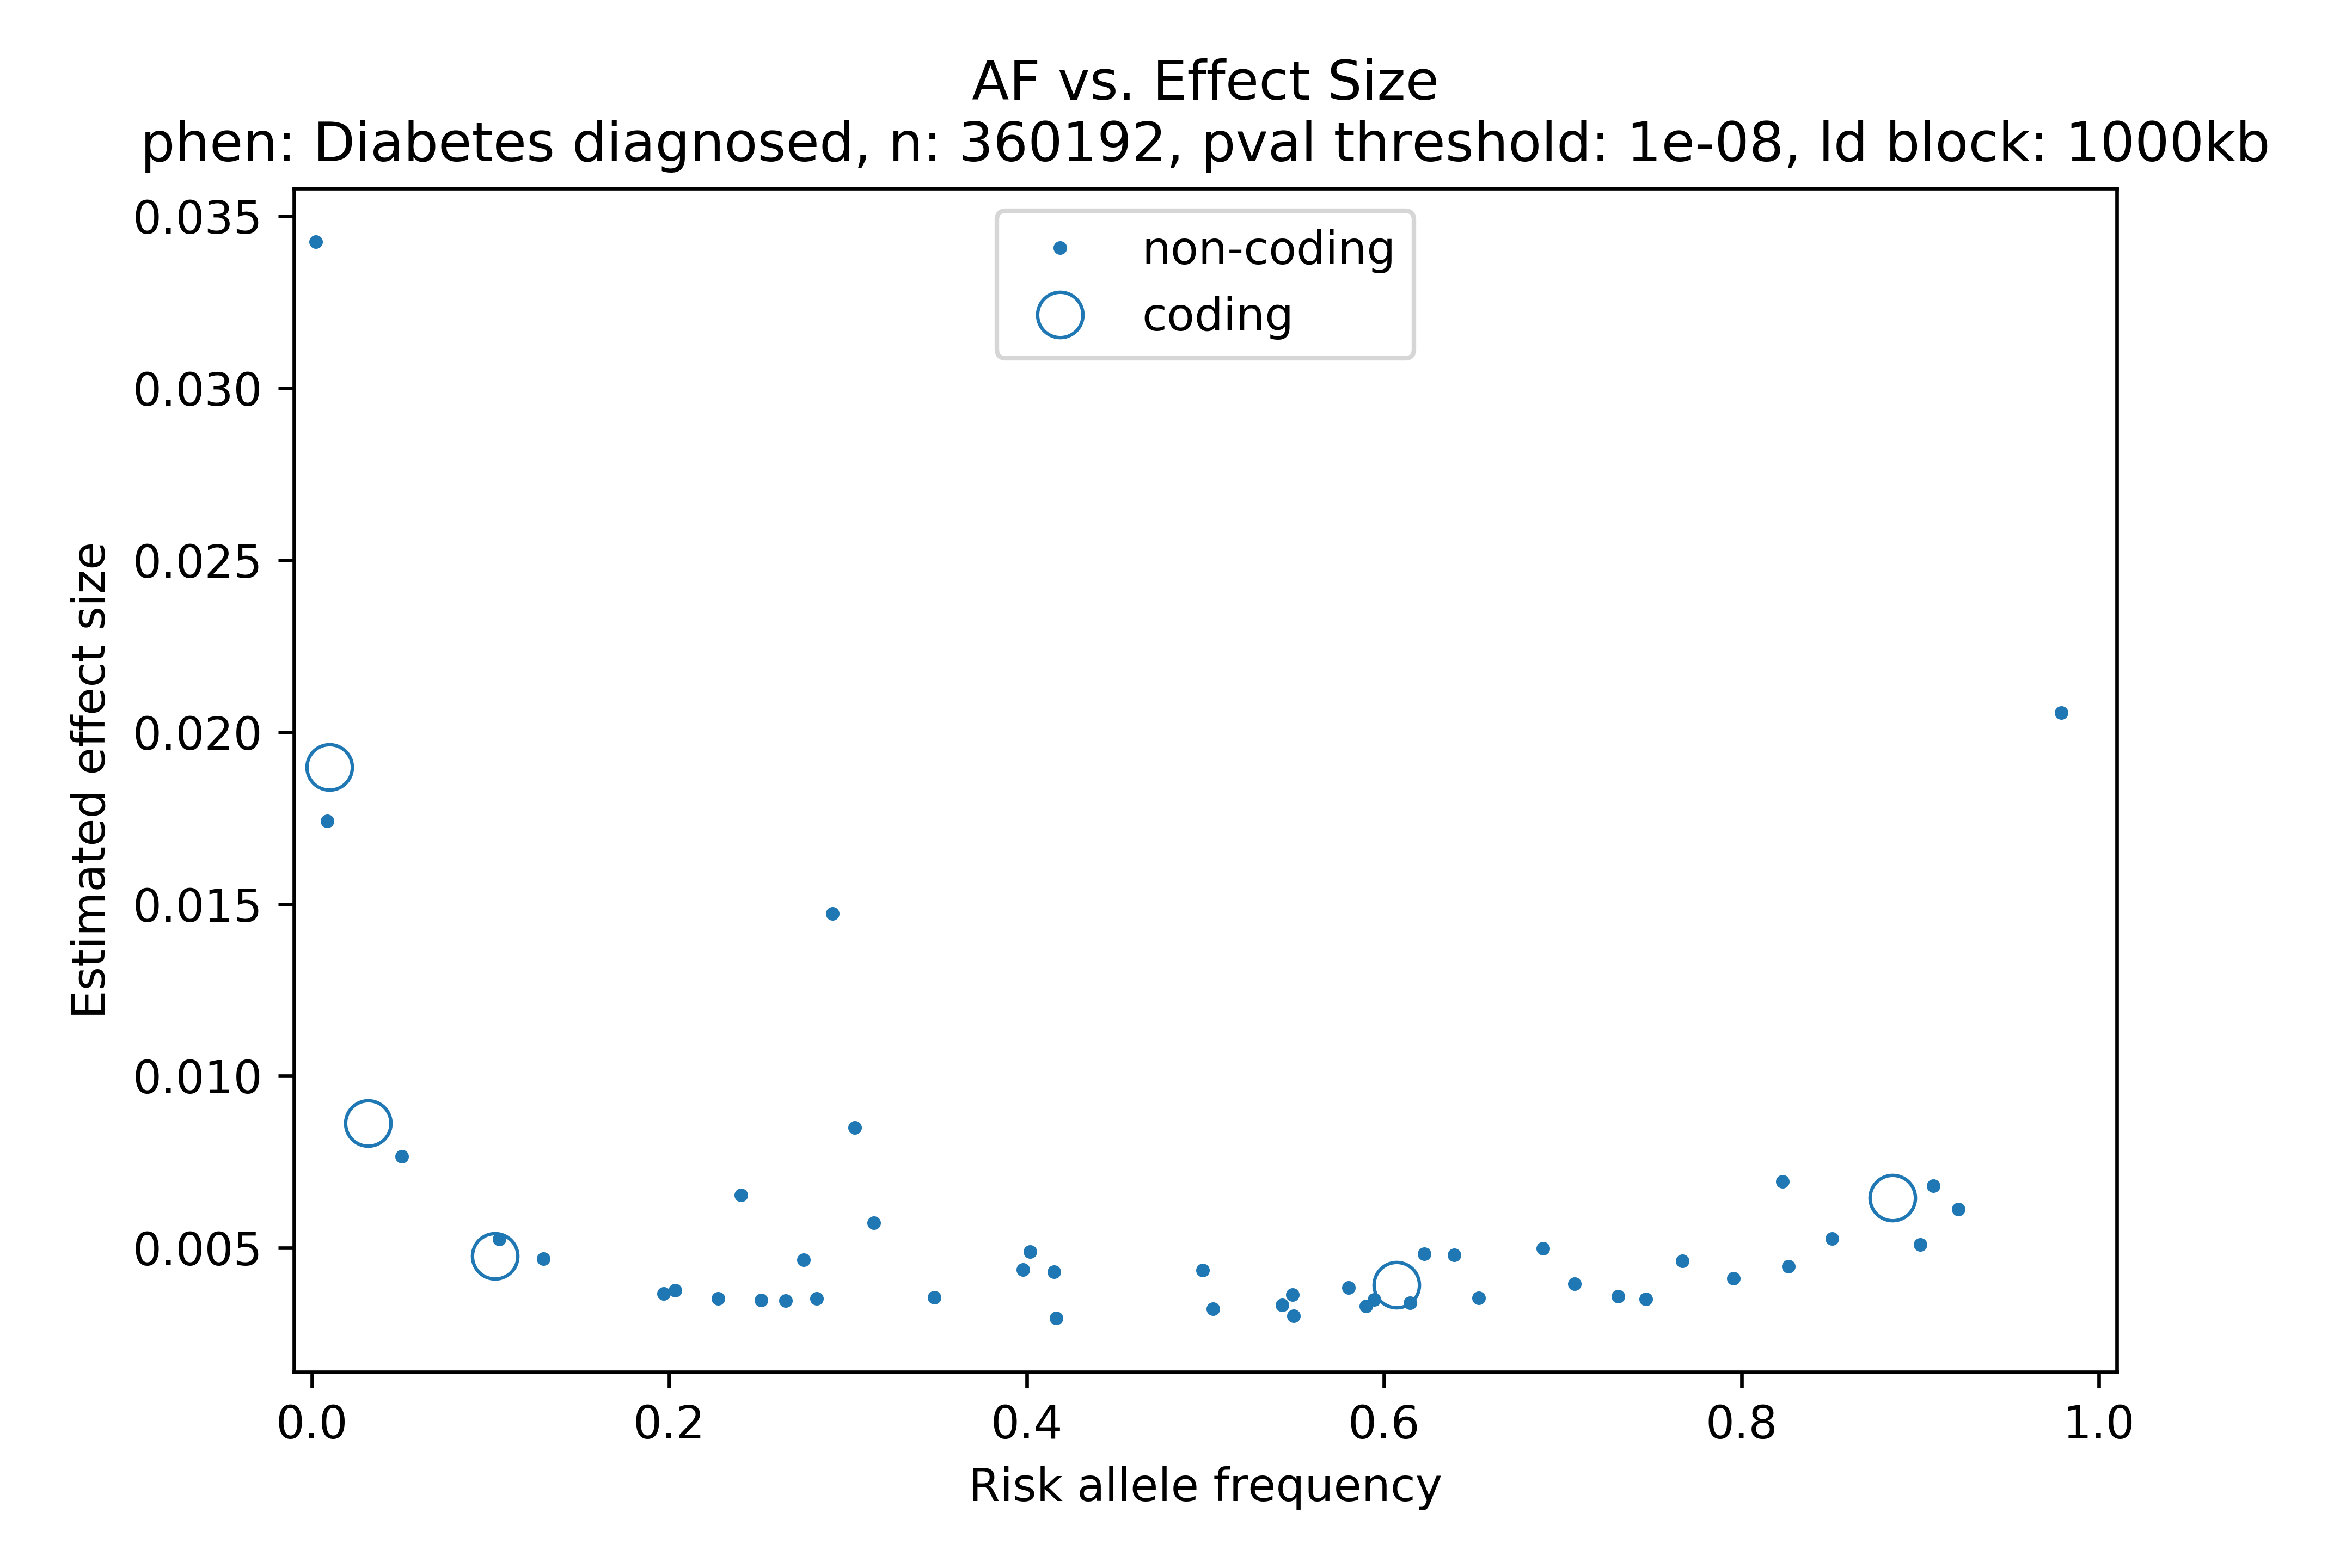 AF vs. Effect Size
phen: Diabetes diagnosed, n: 360192, pval threshold: 1e-08, ld block: 1000kb
non-coding
coding
0.035
0.030
0.025
0.020
0.015
0.010
0.005
Estimated effect size
0.0 0.2 0.4 0.6 0.8 1.0
Risk allele frequency